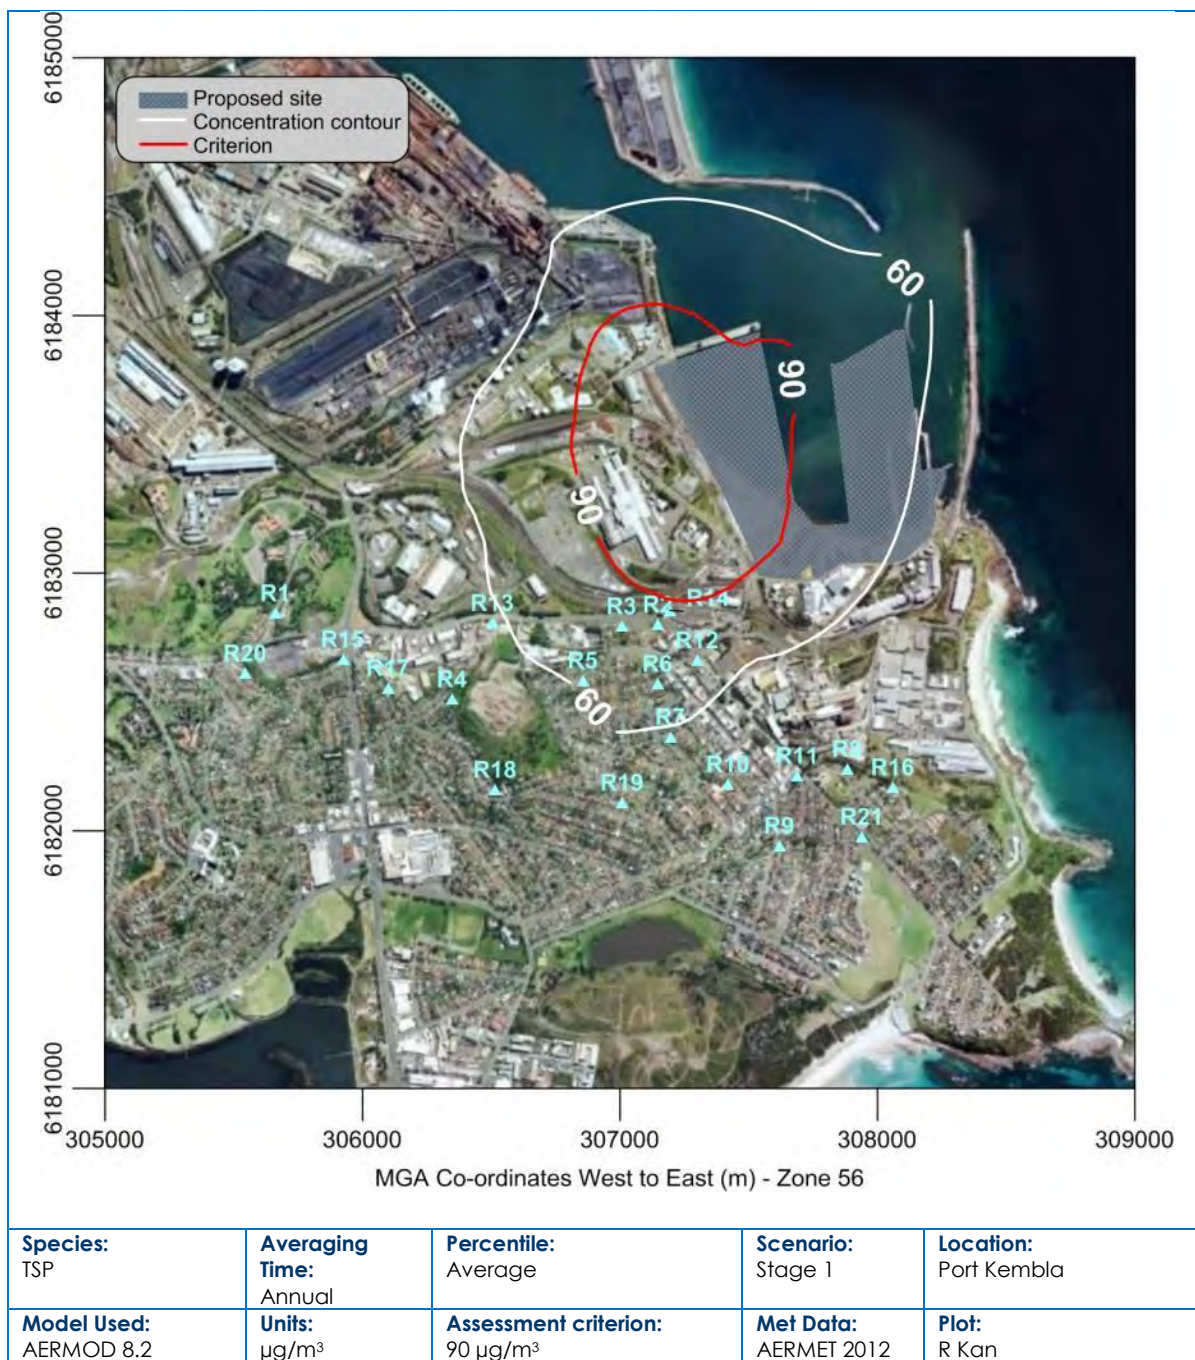 6185000
Proposed site
Concentration contour
Criterion
60
6184000
90
90
6183000
R1
R13
R3
R2
R14
R15
R12
R20
R17
R5
R6
R4
60
R7
R18
R19
R10
R11
R8
R16
R9
R21
6182000
6181000
305000
306000
307000
308000
309000
MGA Co-ordinates West to East (m) - Zone 56
Species:
TSP
Averaging
Time:
Annual
Percentile:
Average
Scenario:
Stage 1
Location:
Port Kembla
Model Used:
AERMOD 8.2
Units:
µg/m³
Assessment criterion:
90 µg/m³
Met Data:
AERMET 2012
Plot:
R Kan